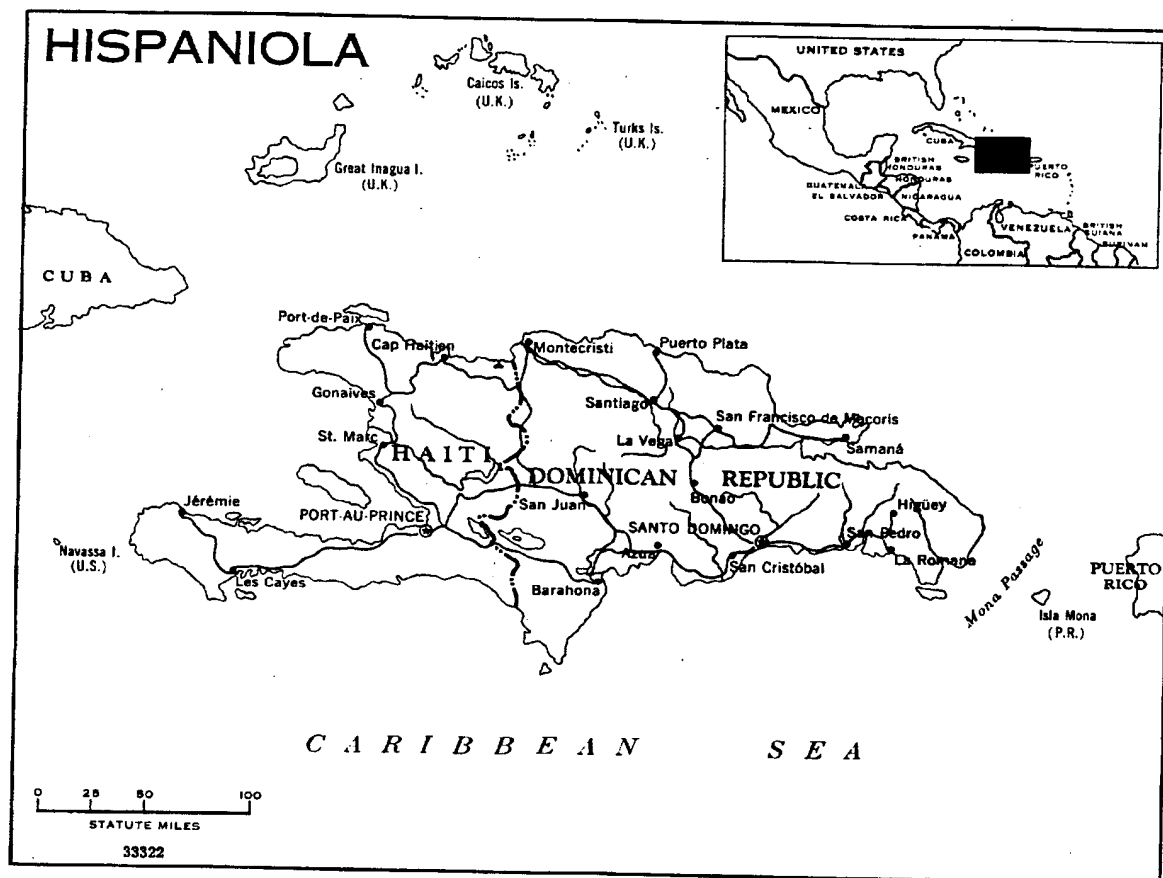 HISPANIOLA
Caicos Is.
(U.K.)
Turks Is.
(U.K.)
Great Inagua I.
(U.K.)
UNITED STATES
MEXICO
CUBA
BRITISH
HONDURAS
HONDURAS
PUERTO
RICO
GUATEMALA
EL SALVADOR
NICARAGUA
COSTA RICA
PANAMA
VENEZUELA
BRITISH
GUIANA
SURINAM
COLOMBIA
CUBA
Port-de-Paix
Cap Haïtien
Montecristi
Puerto Plata
Gonaives
Santiago
San Francisco de Macoris
St. Marc
La Vega
Samaná
HAITI
DOMINICAN REPUBLIC
Jérémie
San Juan
Bonao
Higüey
PORT-AU-PRINCE
SANTO DOMINGO
San Pedro
Navassa I.
(U.S.)
Azua
La Romana
Les Cayes
Barahona
San Cristóbal
Mona Passage
PUERTO
RICO
Isla Mona
(P.R.)
CARIBBEAN SEA
0 25 50 100
STATUTE MILES
33322